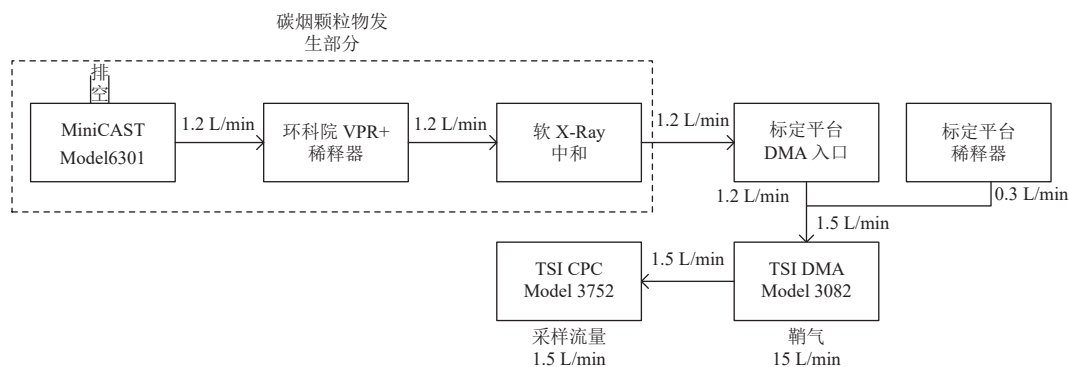 碳烟颗粒物发
生部分
排
空
MiniCAST
Model6301
1.2 L/min
环科院 VPR+
稀释器
1.2 L/min
软 X-Ray
中和
1.2 L/min
标定平台
DMA 入口
标定平台
稀释器
1.2 L/min
0.3 L/min
1.5 L/min
TSI CPC
Model 3752
1.5 L/min
TSI DMA
Model 3082
采样流量
1.5 L/min
鞘气
15 L/min